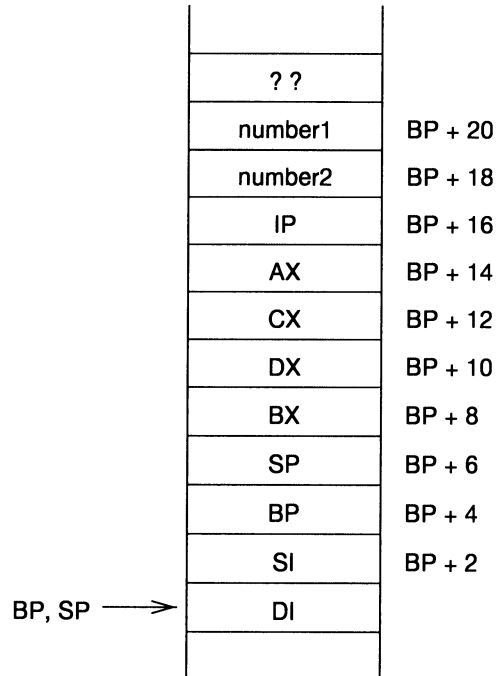 ? ?
number1 BP + 20
number2 BP + 18
IP BP + 16
AX BP + 14
CX BP + 12
DX BP + 10
BX BP + 8
SP BP + 6
BP BP + 4
SI BP + 2
BP, SP DI